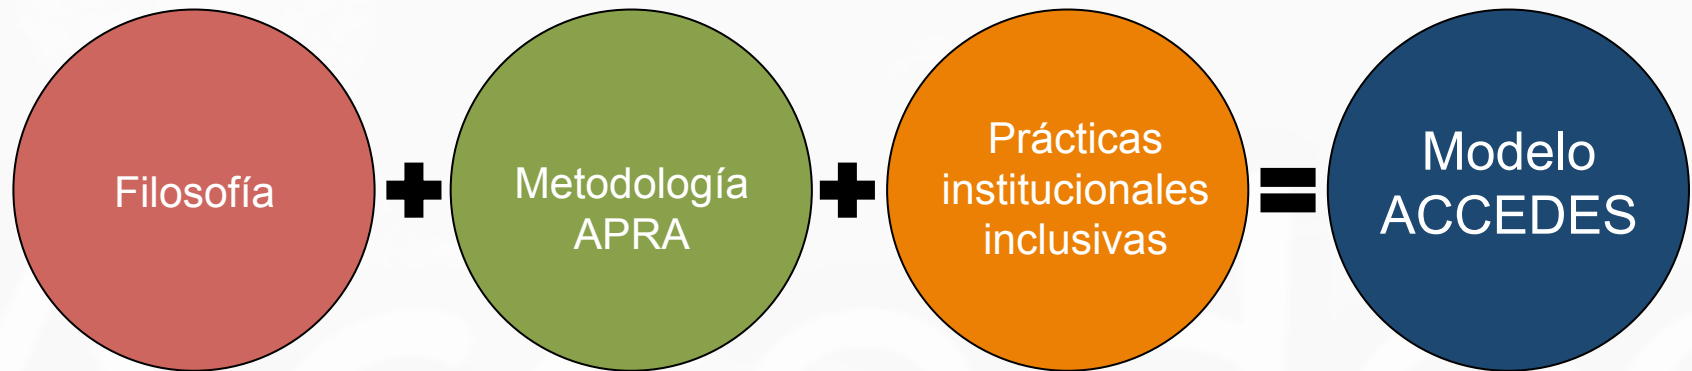 Filosofía
Metodología
APRA
Prácticas
institucionales
inclusivas
Modelo
ACCEDES